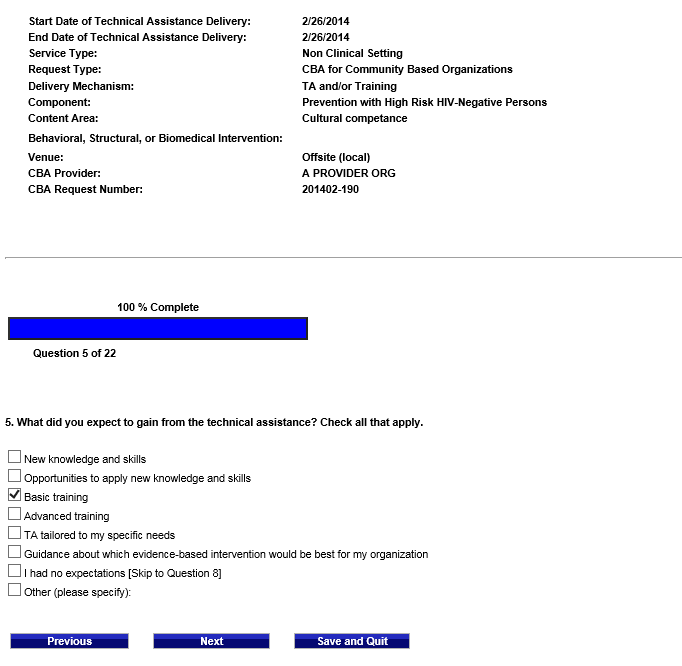 Start Date of Technical Assistance Delivery: 2/26/2014
End Date of Technical Assistance Delivery: 2/26/2014
Service Type: Non Clinical Setting
Request Type: CBA for Community Based Organizations
Delivery Mechanism: TA and/or Training
Component: Prevention with High Risk HIV-Negative Persons
Content Area: Cultural competance
Behavioral, Structural, or Biomedical Intervention:
Venue: Offsite (local)
CBA Provider: A PROVIDER ORG
CBA Request Number: 201402-190
100 % Complete
Question 5 of 22
5. What did you expect to gain from the technical assistance? Check all that apply.
New knowledge and skills
Opportunities to apply new knowledge and skills
Basic training
Advanced training
TA tailored to my specific needs
Guidance about which evidence-based intervention would be best for my organization
I had no expectations [Skip to Question 8]
Other (please specify):
Previous Next Save and Quit